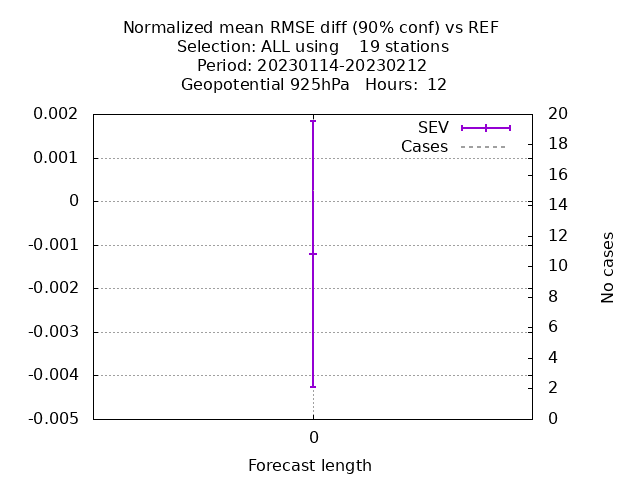 Normalized mean RMSE diff (90% conf) vs REF
Selection: ALL using    19 stations
Period: 20230114-20230212
Geopotential 925hPa   Hours:  12
SEV
Cases
0.002
0.001
0
-0.001
-0.002
-0.003
-0.004
-0.005
20
18
16
14
12
10
8
6
4
2
0
No cases
0
Forecast length